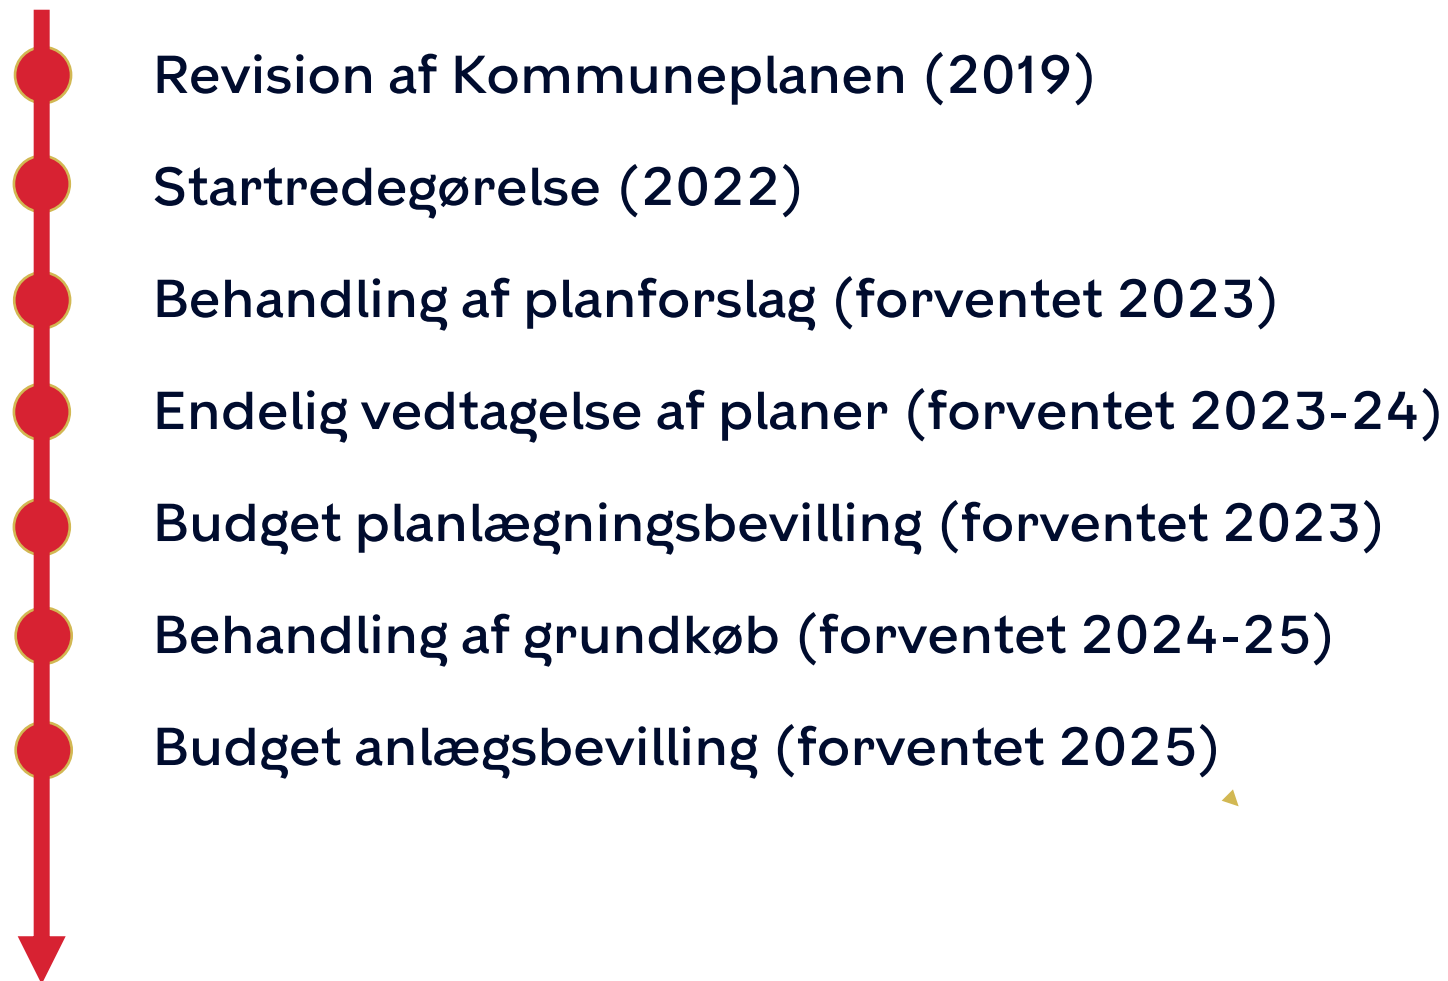 Revision af Kommuneplanen (2019)
Startredegørelse (2022)
Behandling af planforslag (forventet 2023)
Endelig vedtagelse af planer (forventet 2023-24)
Budget planlægningsbevilling (forventet 2023)
Behandling af grundkøb (forventet 2024-25)
Budget anlægsbevilling (forventet 2025)